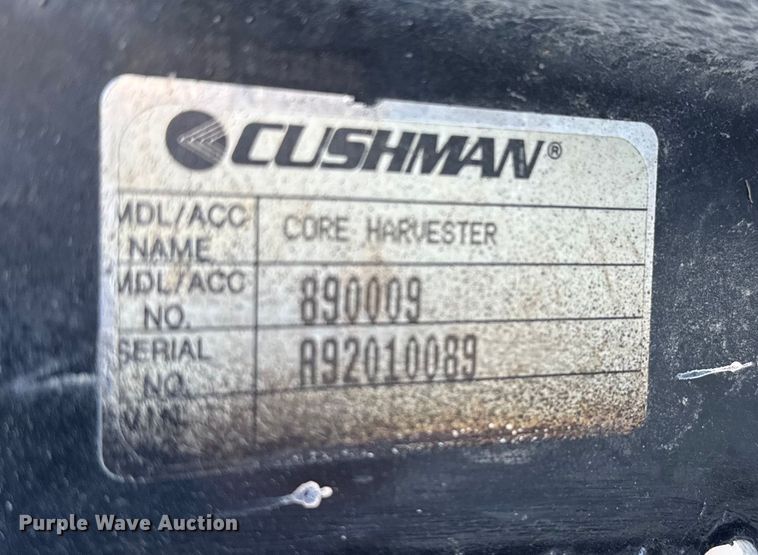 CUSHMAN®
MDL/ACC NAME CORE HARVESTER
MDL/ACC NO. 890009
SERIAL NO. A92010089
V.I.N.
Purple Wave Auction